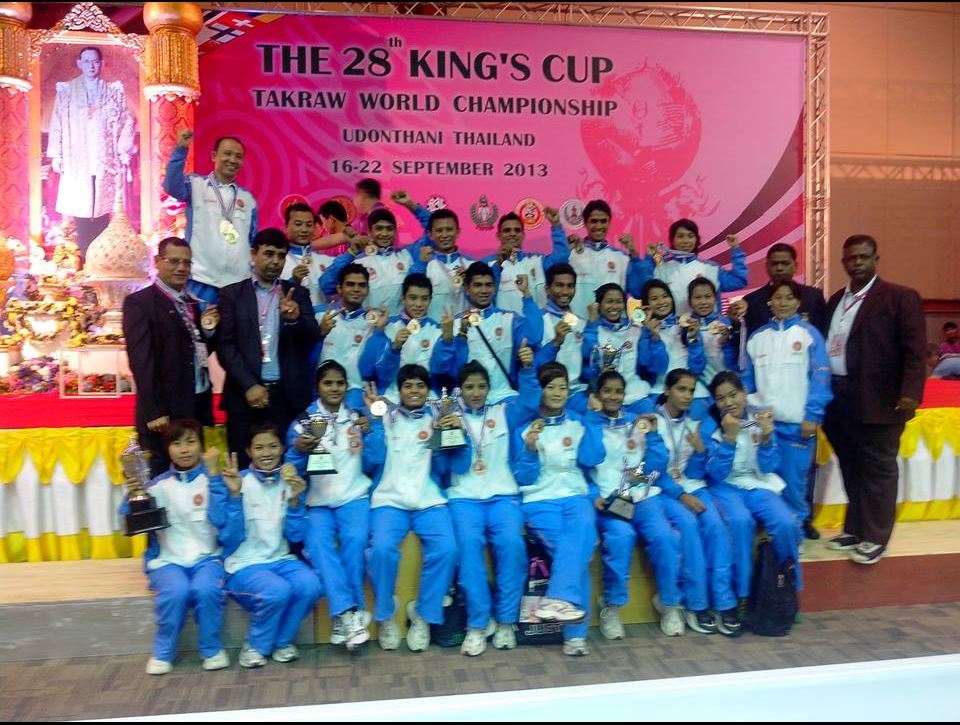 THE 28th KING'S CUP
TAKRAW WORLD CHAMPIONSHIP
UDONTHANI THAILAND
16-22 SEPTEMBER 2013